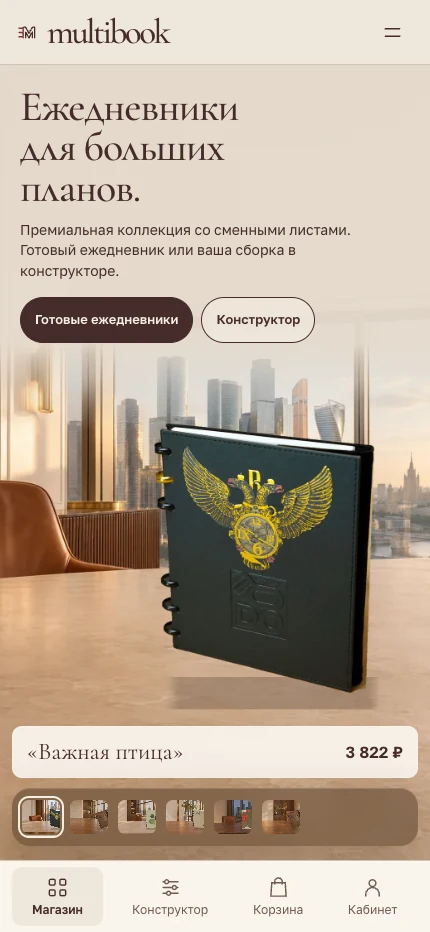 multibook
Ежедневники
для больших
планов.
Премиальная коллекция со сменными листами.
Готовый ежедневник или ваша сборка в
конструкторе.
Готовые ежедневники
Конструктор
«Важная птица»
3 822 ₽
Магазин
Конструктор
Корзина
Кабинет